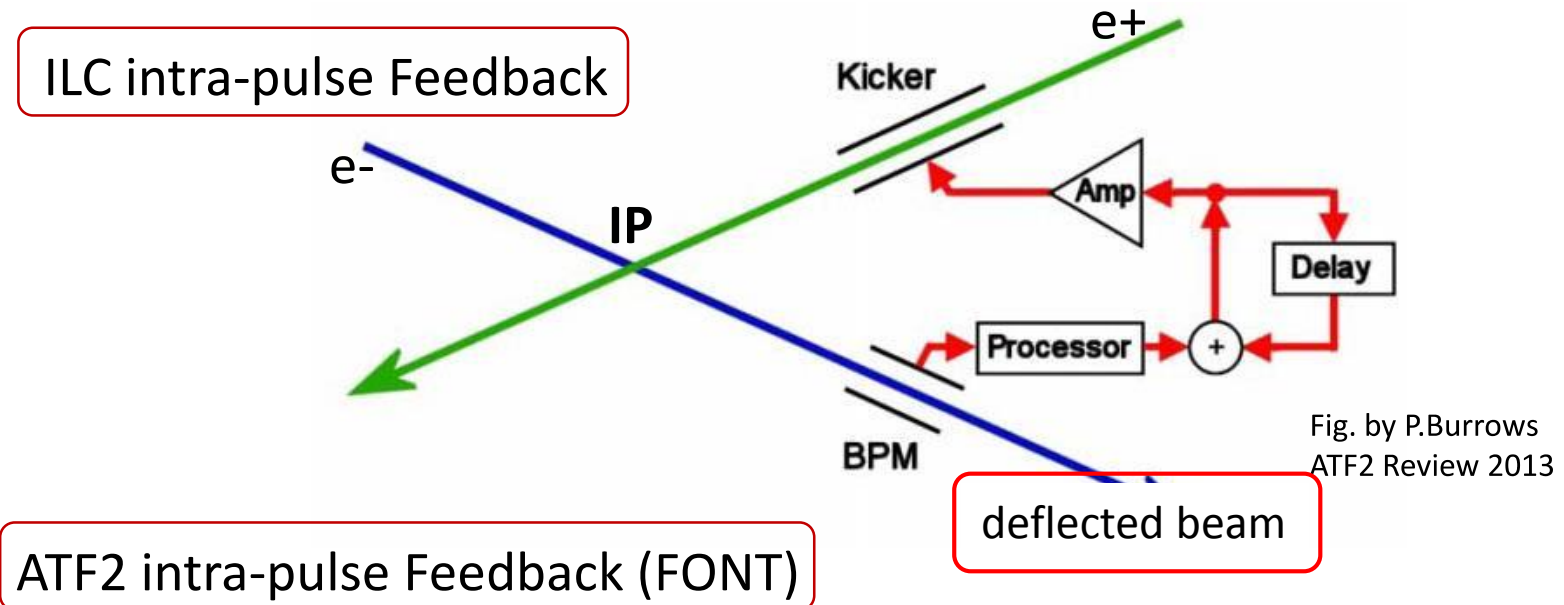 e+
ILC intra-pulse Feedback
Kicker
e-
Amp
IP
Delay
Processor
+
BPM
Fig. by P.Burrows
ATF2 Review 2013
deflected beam
ATF2 intra-pulse Feedback (FONT)